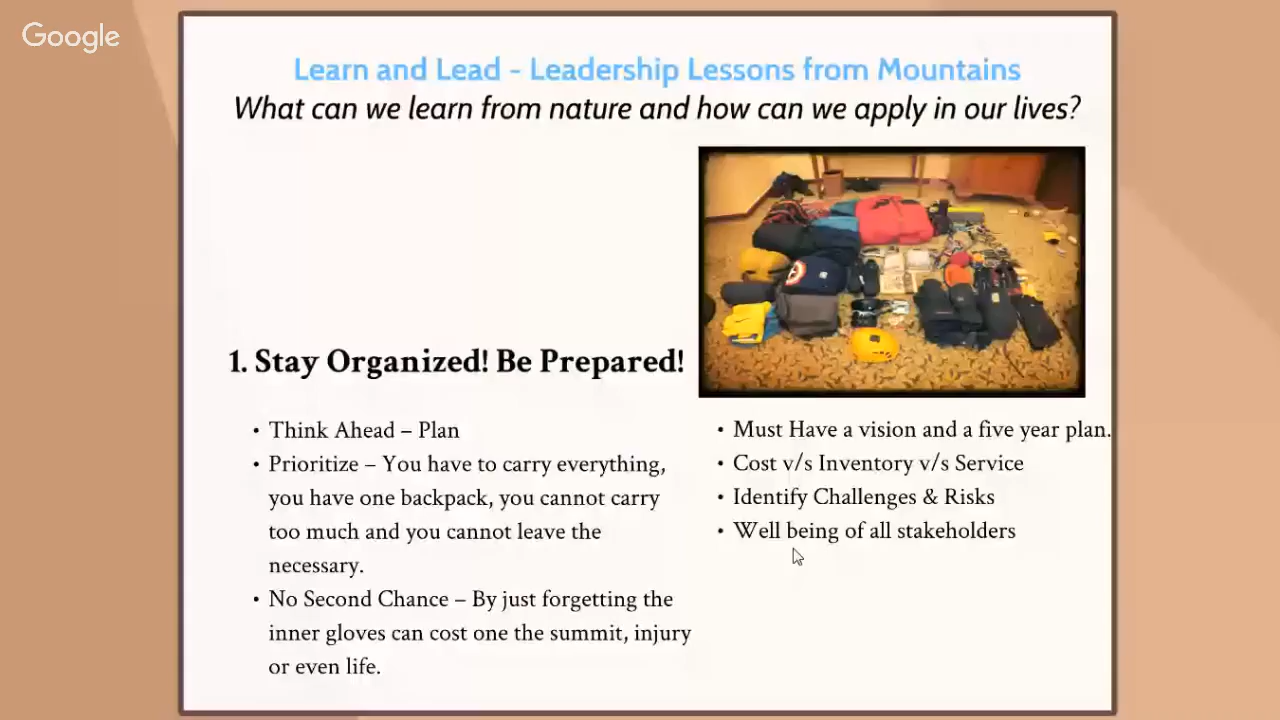 Google
Learn and Lead - Leadership Lessons from Mountains
What can we learn from nature and how can we apply in our lives?
1. Stay Organized! Be Prepared!
• Think Ahead – Plan
• Prioritize – You have to carry everything,
you have one backpack, you cannot carry
too much and you cannot leave the
necessary.
• No Second Chance – By just forgetting the
inner gloves can cost one the summit, injury
or even life.
• Must Have a vision and a five year plan.
• Cost v/s Inventory v/s Service
• Identify Challenges & Risks
• Well being of all stakeholders